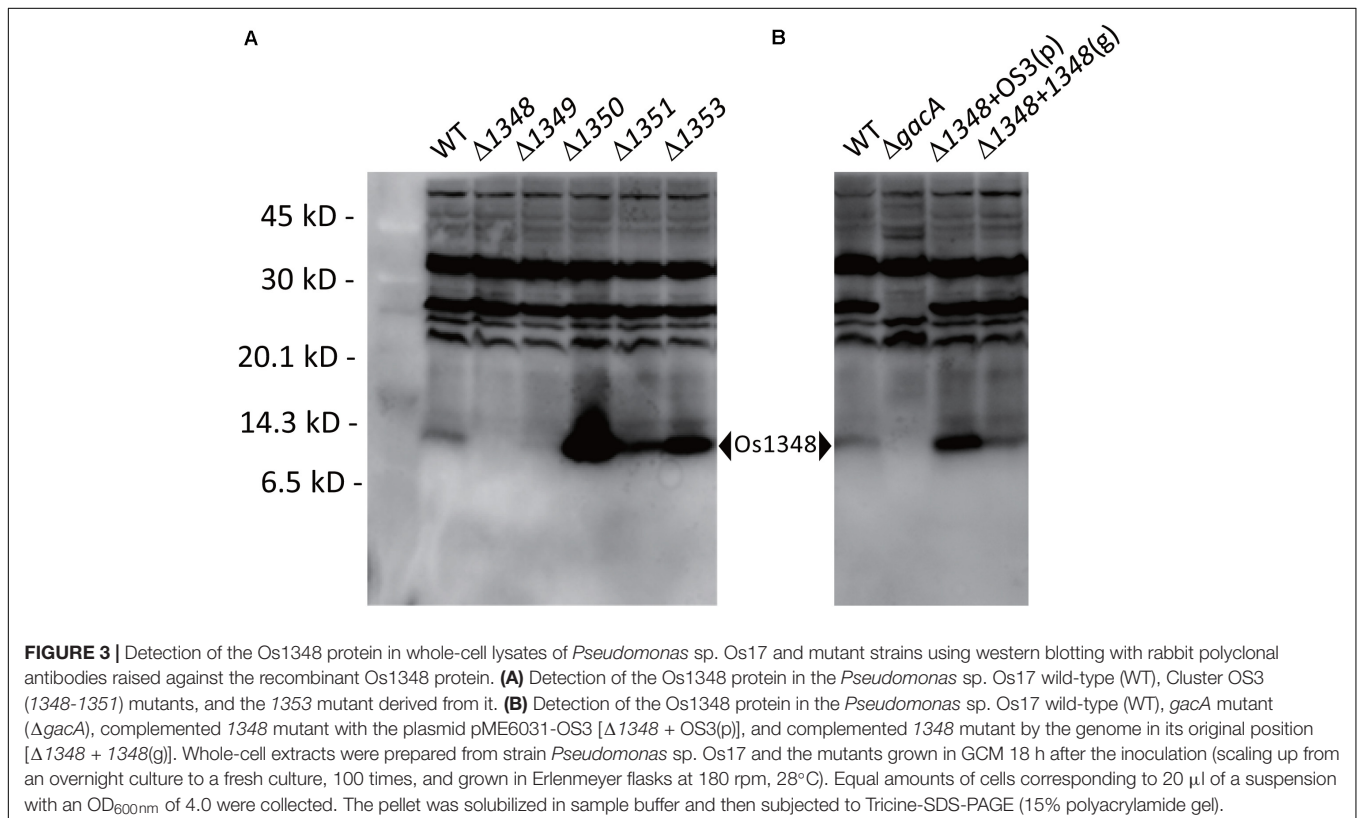 A
B
WT Δ1348 Δ1349 Δ1350 Δ1351 Δ1353
WT ΔgacA Δ1348+OS3(p) Δ1348+1348(g)
45 kD -
30 kD -
20.1 kD -
14.3 kD -
Os1348
6.5 kD -
FIGURE 3 | Detection of the Os1348 protein in whole-cell lysates of Pseudomonas sp. Os17 and mutant strains using western blotting with rabbit polyclonal
antibodies raised against the recombinant Os1348 protein. (A) Detection of the Os1348 protein in the Pseudomonas sp. Os17 wild-type (WT), Cluster OS3
(1348-1351) mutants, and the 1353 mutant derived from it. (B) Detection of the Os1348 protein in the Pseudomonas sp. Os17 wild-type (WT), gacA mutant
(ΔgacA), complemented 1348 mutant with the plasmid pME6031-OS3 [Δ1348 + OS3(p)], and complemented 1348 mutant by the genome in its original position
[Δ1348 + 1348(g)]. Whole-cell extracts were prepared from strain Pseudomonas sp. Os17 and the mutants grown in GCM 18 h after the inoculation (scaling up from
an overnight culture to a fresh culture, 100 times, and grown in Erlenmeyer flasks at 180 rpm, 28°C). Equal amounts of cells corresponding to 20 μl of a suspension
with an OD600nm of 4.0 were collected. The pellet was solubilized in sample buffer and then subjected to Tricine-SDS-PAGE (15% polyacrylamide gel).